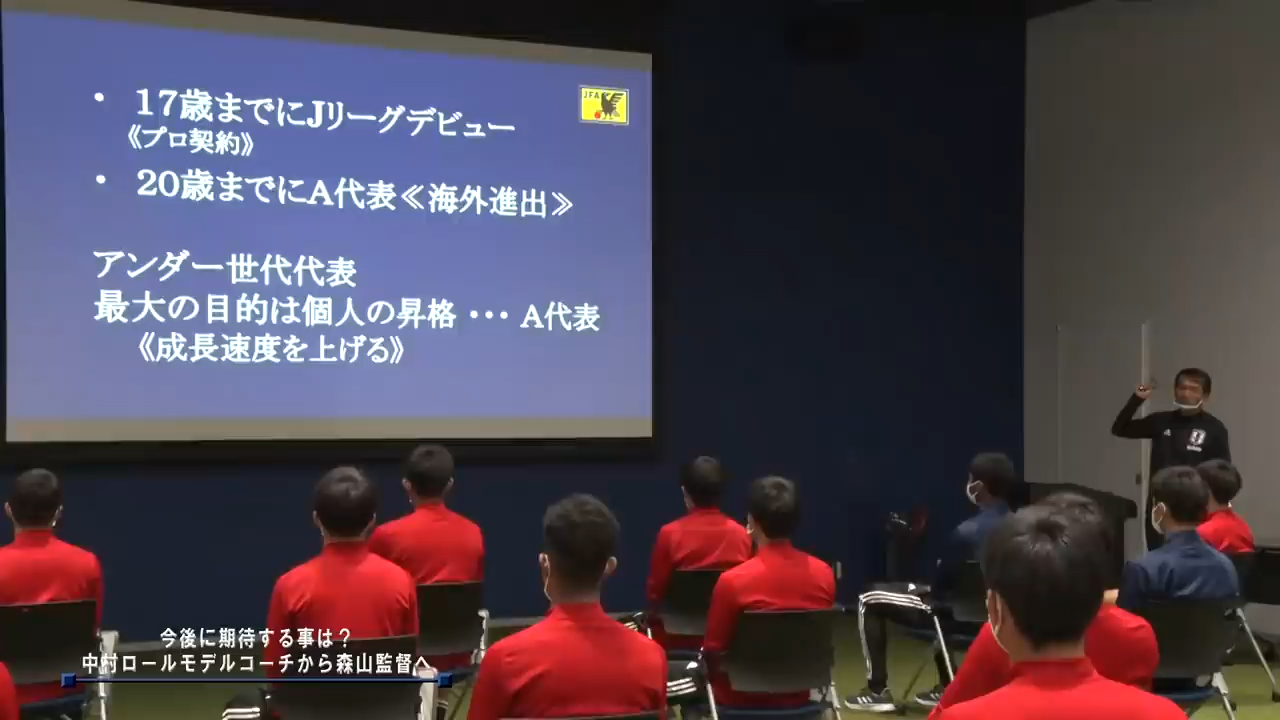 ・ 17歳までにJリーグデビュー
《プロ契約》
・ 20歳までにA代表≪海外進出≫
アンダー世代代表
最大の目的は個人の昇格・・・A代表
《成長速度を上げる》
JFA
今後に期待する事は？
中村ロールモデルコーチから森山監督へ